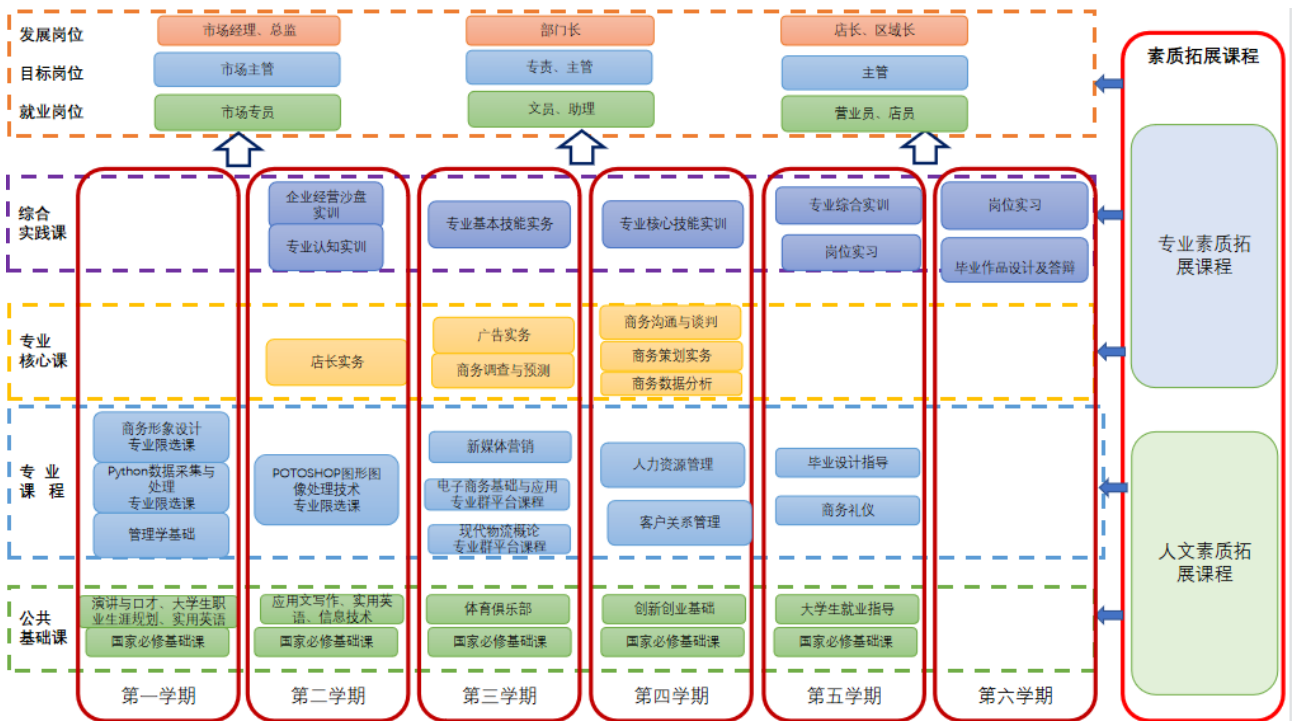 发展岗位
市场经理、总监
部门长
店长、区域长
目标岗位
市场主管
专责、主管
主管
就业岗位
市场专员
文员、助理
营业员、店员
素质拓展课程
专业素质拓
展课程
人文素质拓
展课程
综合
实践课
企业经营沙盘
实训
专业认知实训
专业基本技能实务
专业核心技能实训
专业综合实训
岗位实习
岗位实习
毕业作品设计及答辩
专业
核心课
店长实务
广告实务
商务调查与预测
商务沟通与谈判
商务策划实务
商务数据分析
专 业
课 程
商务形象设计
专业限选课
Python数据采集与
处理
专业限选课
管理学基础
POTOSHOP图形图
像处理技术
专业限选课
新媒体营销
电子商务基础与应用
专业群平台课程
现代物流概论
专业群平台课程
人力资源管理
客户关系管理
毕业设计指导
商务礼仪
公共
基础课
演讲与口才、大学生职
业生涯规划、实用英语
国家必修基础课
应用文写作、实用英
语、信息技术
国家必修基础课
体育俱乐部
国家必修基础课
创新创业基础
国家必修基础课
大学生就业指导
国家必修基础课
第一学期
第二学期
第三学期
第四学期
第五学期
第六学期